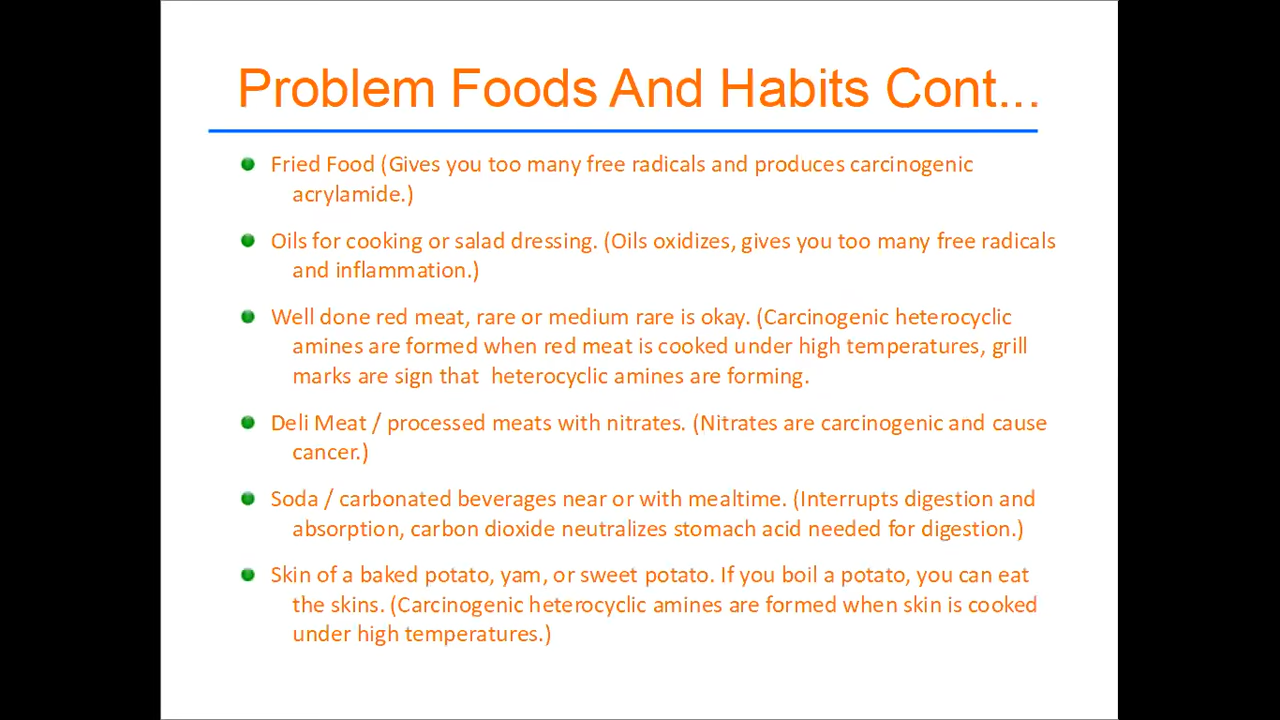 Problem Foods And Habits Cont...
Fried Food (Gives you too many free radicals and produces carcinogenic
acrylamide.)
Oils for cooking or salad dressing. (Oils oxidizes, gives you too many free radicals
and inflammation.)
Well done red meat, rare or medium rare is okay. (Carcinogenic heterocyclic
amines are formed when red meat is cooked under high temperatures, grill
marks are sign that  heterocyclic amines are forming.
Deli Meat / processed meats with nitrates. (Nitrates are carcinogenic and cause
cancer.)
Soda / carbonated beverages near or with mealtime. (Interrupts digestion and
absorption, carbon dioxide neutralizes stomach acid needed for digestion.)
Skin of a baked potato, yam, or sweet potato. If you boil a potato, you can eat
the skins. (Carcinogenic heterocyclic amines are formed when skin is cooked
under high temperatures.)